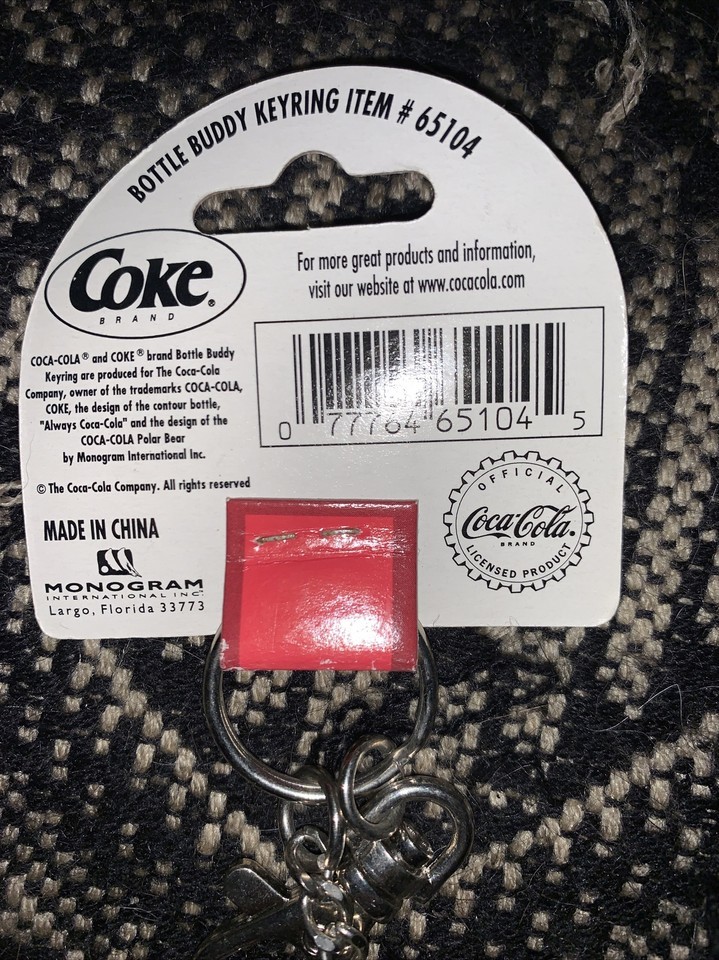 BOTTLE BUDDY KEYRING ITEM # 65104
Coke®
BRAND
For more great products and information,
visit our website at www.cocacola.com
COCA-COLA® and COKE® brand Bottle Buddy
Keyring are produced for The Coca-Cola
Company, owner of the trademarks COCA-COLA,
COKE, the design of the contour bottle,
"Always Coca-Cola" and the design of the
COCA-COLA Polar Bear
by Monogram International Inc.
© The Coca-Cola Company. All rights reserved
0 77764 65104 5
OFFICIAL
Coca-Cola®
BRAND
LICENSED PRODUCT
MADE IN CHINA
MONOGRAM
INTERNATIONAL INC.
Largo, Florida 33773